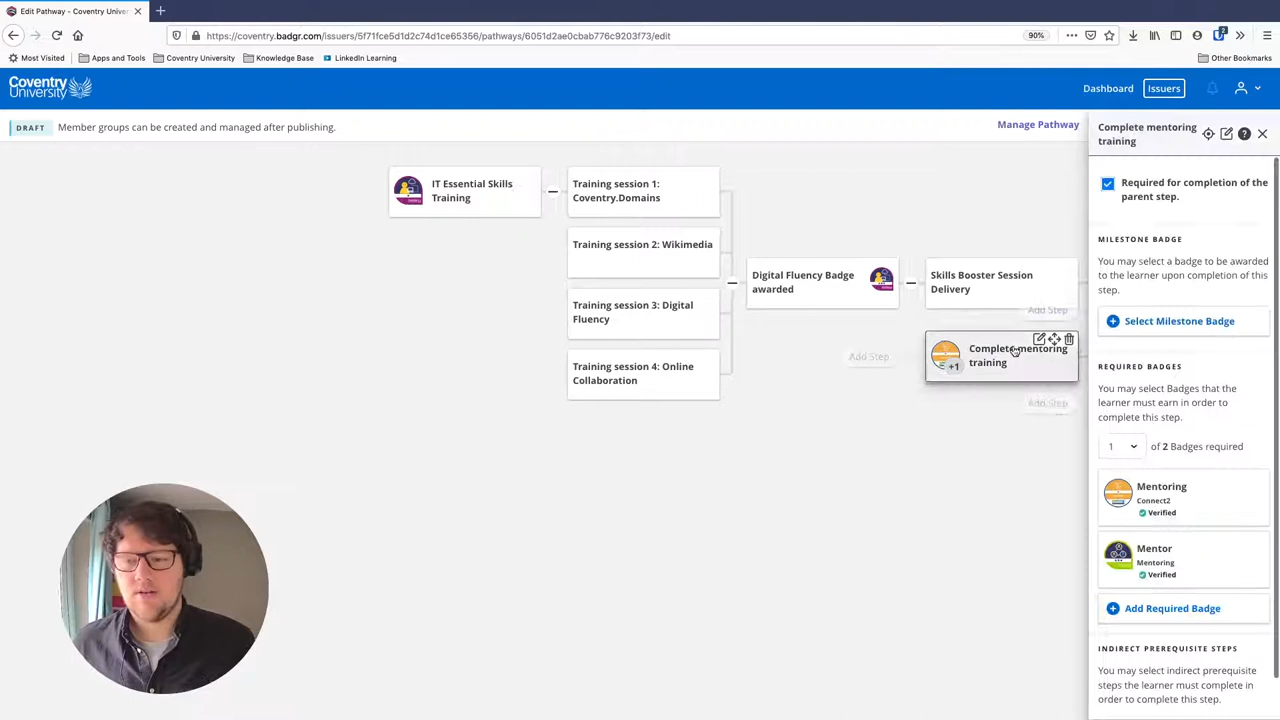 Edit Pathway - Coventry Univer
https://coventry.badgr.com/issuers/5f71fce5d1d2c74d1ce65356/pathways/6051d2ae0cbab776c9203f73/edit
90%
Most Visited
Apps and Tools
Coventry University
Knowledge Base
LinkedIn Learning
Other Bookmarks
Coventry
University
Dashboard
Issuers
DRAFT
Member groups can be created and managed after publishing.
Manage Pathway
IT Essential Skills
Training
Training session 1:
Coventry.Domains
Training session 2: Wikimedia
Training session 3: Digital
Fluency
Training session 4: Online
Collaboration
Digital Fluency Badge
awarded
Skills Booster Session
Delivery
Add Step
Add Step
Complete mentoring
training
+1
Add Step
Complete mentoring
training
Required for completion of the
parent step.
MILESTONE BADGE
You may select a badge to be awarded
to the learner upon completion of this
step.
Select Milestone Badge
REQUIRED BADGES
You may select Badges that the
learner must earn in order to
complete this step.
1 of 2 Badges required
Mentoring
Connect2
Verified
Mentor
Mentoring
Verified
Add Required Badge
INDIRECT PREREQUISITE STEPS
You may select indirect prerequisite
steps the learner must complete in
order to complete this step.